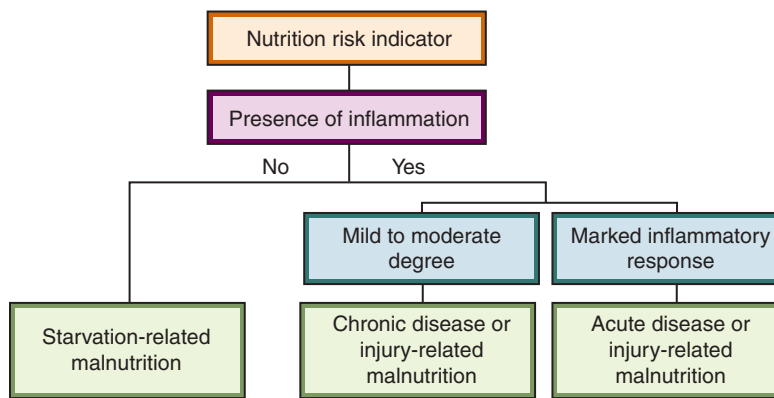 Nutrition risk indicator
Presence of inflammation
No
Yes
Mild to moderate
degree
Marked inflammatory
response
Starvation-related
malnutrition
Chronic disease or
injury-related
malnutrition
Acute disease or
injury-related
malnutrition